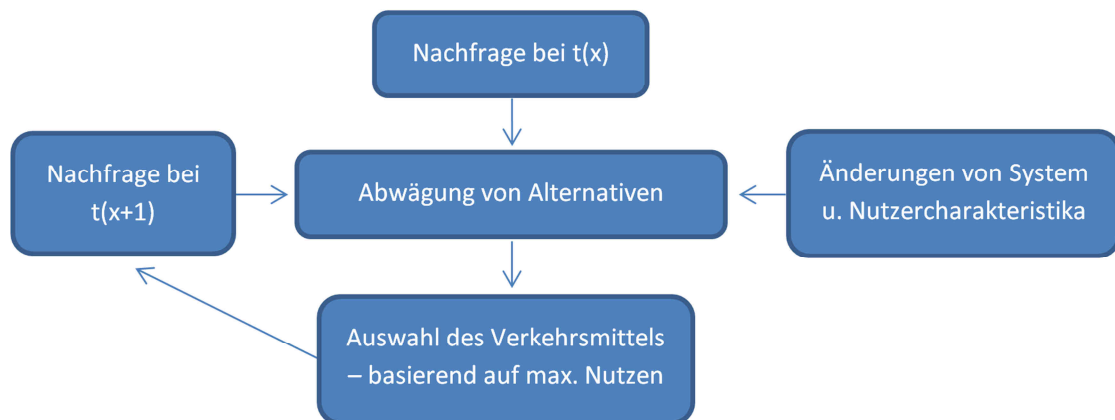 Nachfrage bei t(x)
Nachfrage bei
t(x+1)
Abwägung von Alternativen
Änderungen von System
u. Nutzercharakteristika
Auswahl des Verkehrsmittels
– basierend auf max. Nutzen